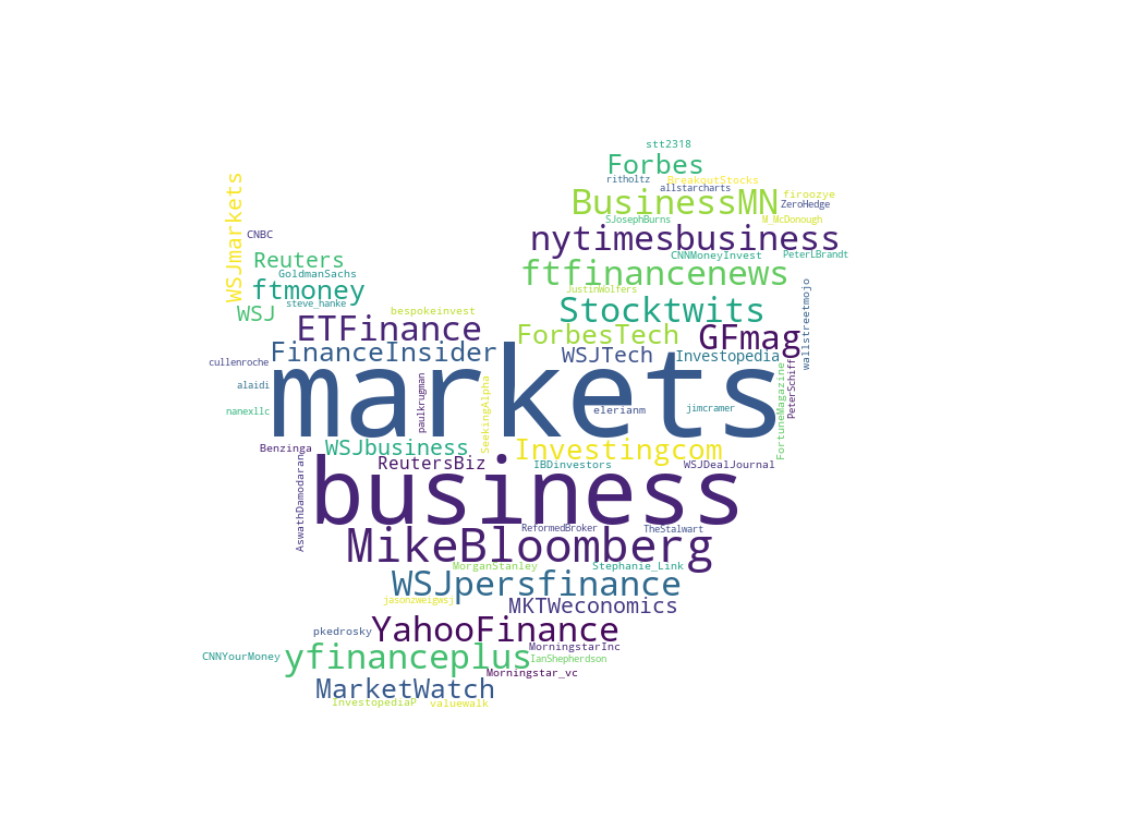 stt2318
Forbes
ritholtz
BreakoutStocks
allstarcharts
firoozye
BusinessMN
ZeroHedge
WSJmarkets
SJosephBurns
M_McDonough
CNBC
nytimesbusiness
Reuters
CNNMoneyInvest
PeterLBrandt
GoldmanSachs
ftfinancenews
ftmoney
JustinWolfers
steve_hanke
WSJ
bespokeinvest
Stocktwits
wallstreetmojo
ETFinance
ForbesTech
GFmag
FinanceInsider
WSJTech
Investopedia
cullenroche
alaidi
markets
PeterSchiff
paulkrugman
SeekingAlpha
FortuneMagazine
nanexllc
elerianm
jimcramer
Benzinga
WSJbusiness
Investingcom
ReutersBiz
IBDinvestors
WSJDealJournal
AswathDamodaran
business
ReformedBroker
TheStalwart
MikeBloomberg
MorganStanley
Stephanie_Link
WSJpersfinance
jasonzweigwsj
MKTWeconomics
pkedrosky
YahooFinance
MorningstarInc
CNNYourMoney
yfinanceplus
IanShepherdson
Morningstar_vc
MarketWatch
InvestopediaP
valuewalk